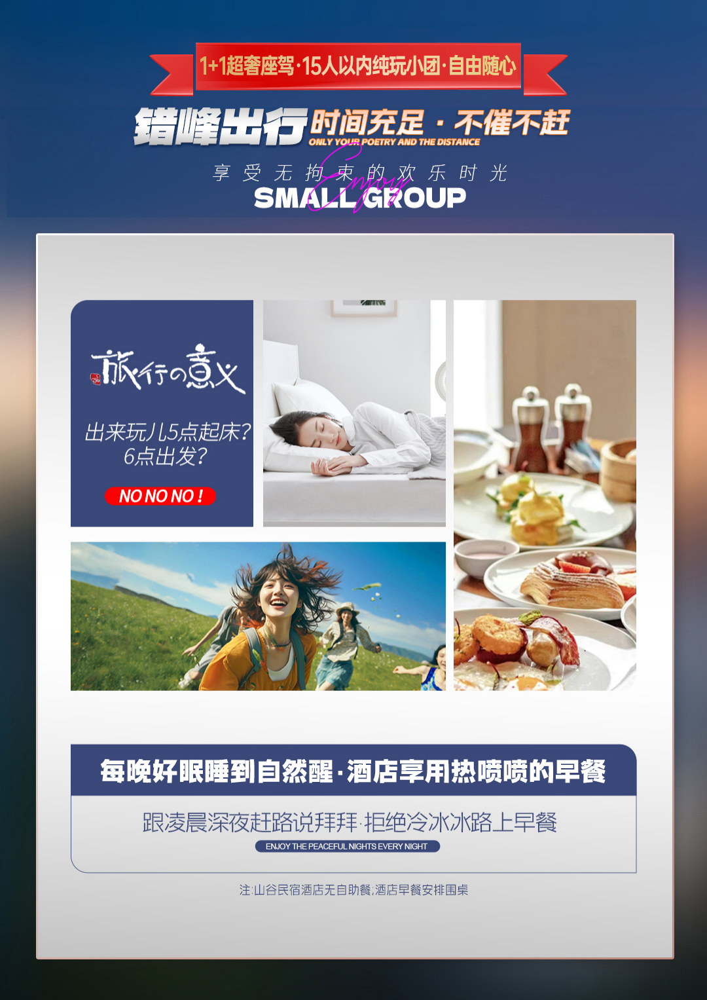 1+1超奢座驾·15人以内纯玩小团·自由随心
错峰出行 时间充足·不催不赶
ONLY YOUR POETRY AND THE DISTANCE
享受无拘束的欢乐时光
Enjoy
SMALL GROUP
旅行の意义
出来玩儿5点起床?
6点出发?
NO NO NO !
每晚好眠睡到自然醒·酒店享用热喷喷的早餐
跟凌晨深夜赶路说拜拜·拒绝冷冰冰路上早餐
ENJOY THE PEACEFUL NIGHTS EVERY NIGHT
注:山谷民宿酒店无自助餐;酒店早餐安排围桌